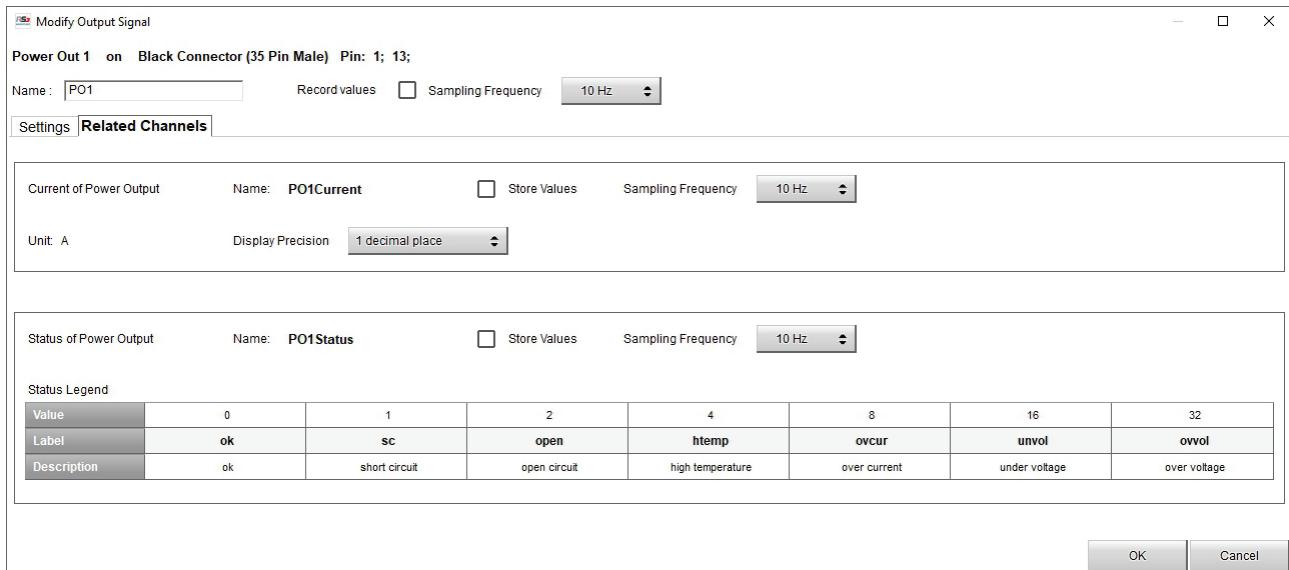 Modify Output Signal
Power Out 1 on Black Connector (35 Pin Male) Pin: 1; 13;
Name : PO1 Record values Sampling Frequency 10 Hz
Settings Related Channels
Current of Power Output Name: PO1Current Store Values Sampling Frequency 10 Hz
Unit: A Display Precision 1 decimal place
Status of Power Output Name: PO1Status Store Values Sampling Frequency 10 Hz
Status Legend
Value 0 1 2 4 8 16 32
Label ok sc open htemp ovcur unvol ovvol
Description ok short circuit open circuit high temperature over current under voltage over voltage
OK Cancel